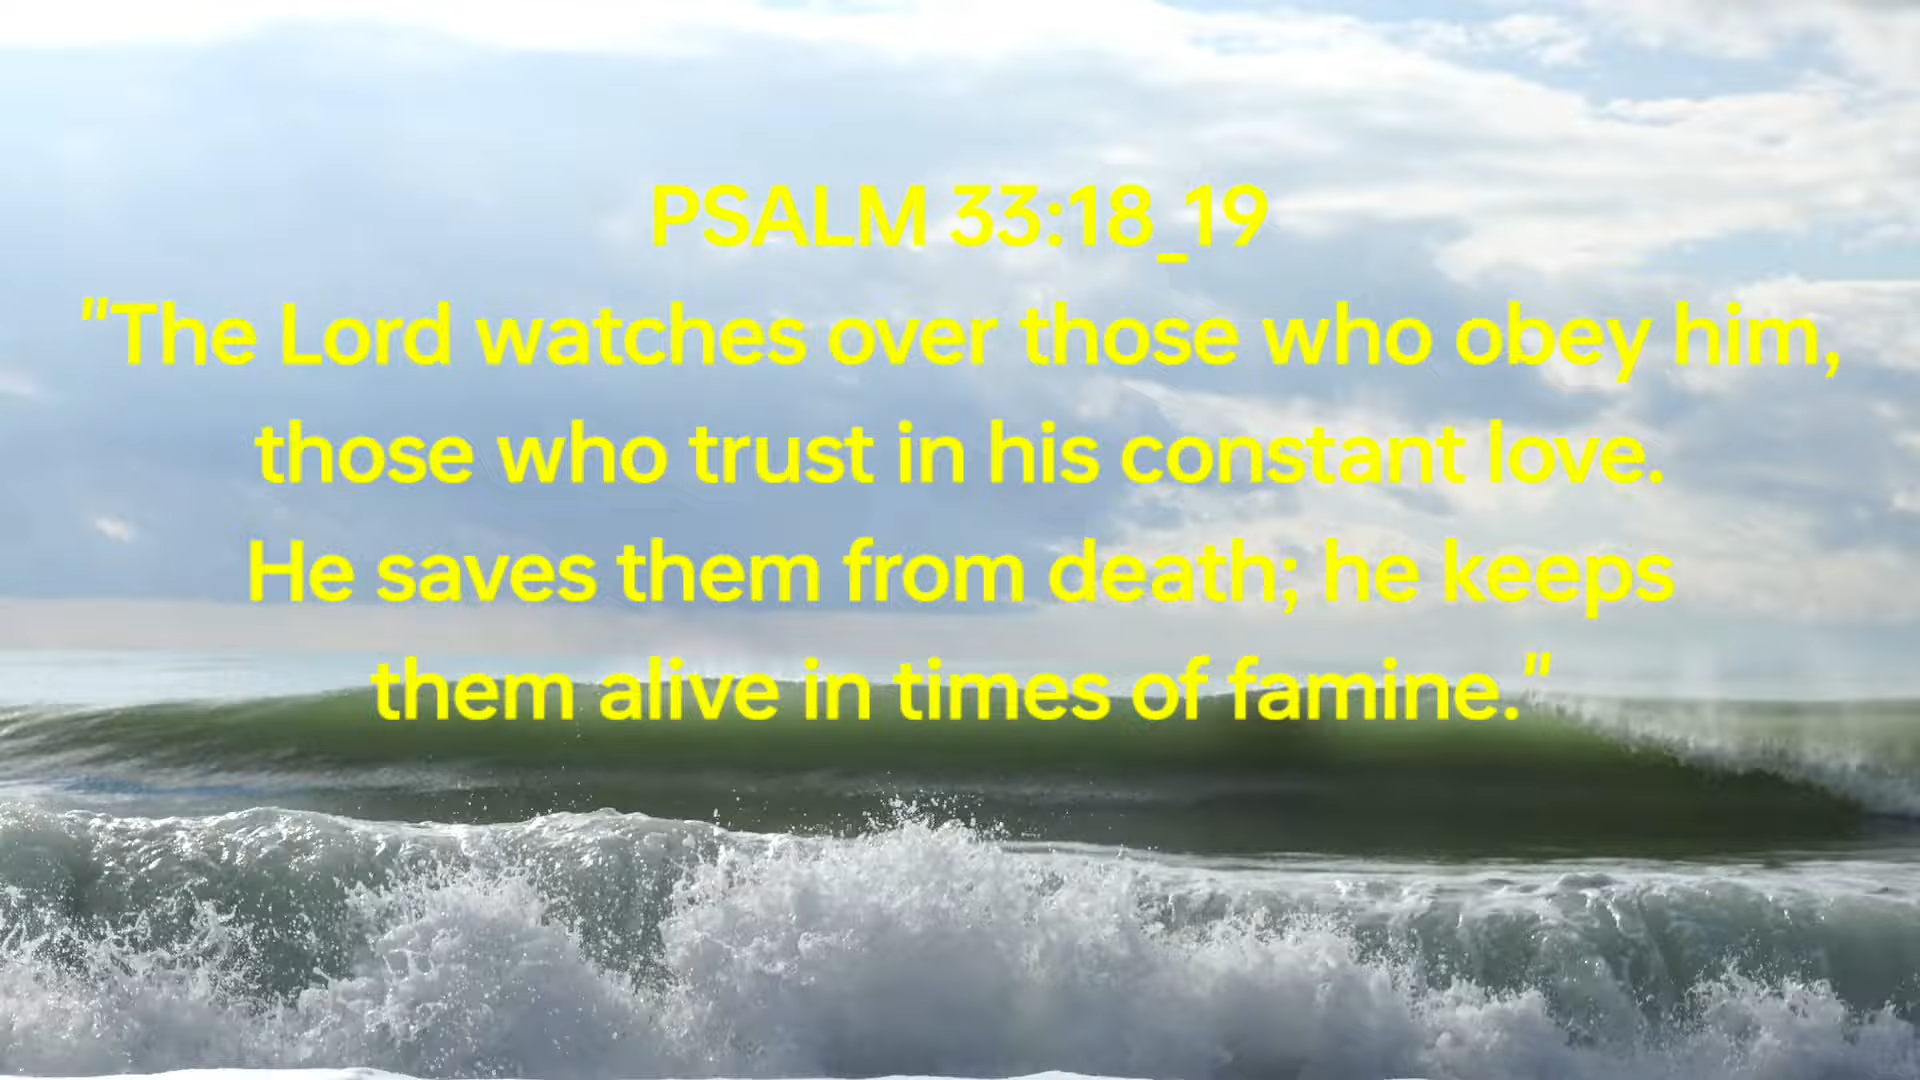 PSALM 33:18_19
"The Lord watches over those who obey him,
those who trust in his constant love.
He saves them from death; he keeps
them alive in times of famine."